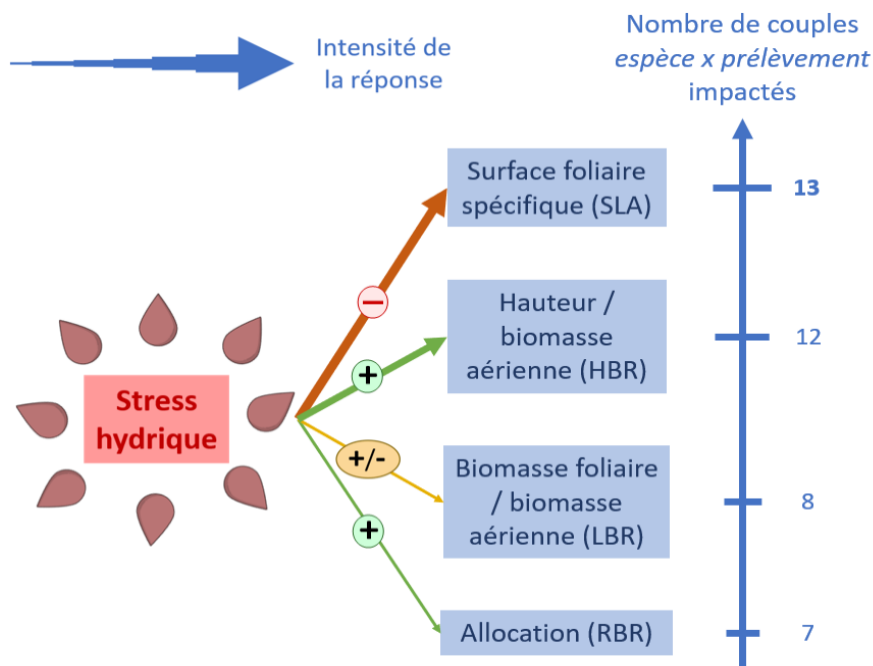 Intensité de
la réponse
Nombre de couples
espèce x prélèvement
impactés
Surface foliaire
spécifique (SLA)
13
−
Hauteur /
biomasse
aérienne (HBR)
12
+
Stress
hydrique
+/-
Biomasse foliaire
/ biomasse
aérienne (LBR)
8
+
Allocation (RBR)
7